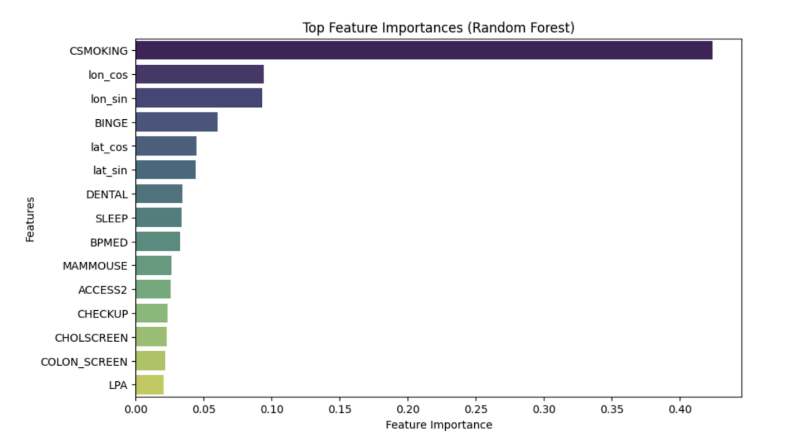 Top Feature Importances (Random Forest)
CSMOKING
lon_cos
lon_sin
BINGE
lat_cos
lat_sin
DENTAL
SLEEP
BPMED
MAMMOUSE
ACCESS2
CHECKUP
CHOLSCREEN
COLON_SCREEN
LPA
Features
0.00 0.05 0.10 0.15 0.20 0.25 0.30 0.35 0.40
Feature Importance